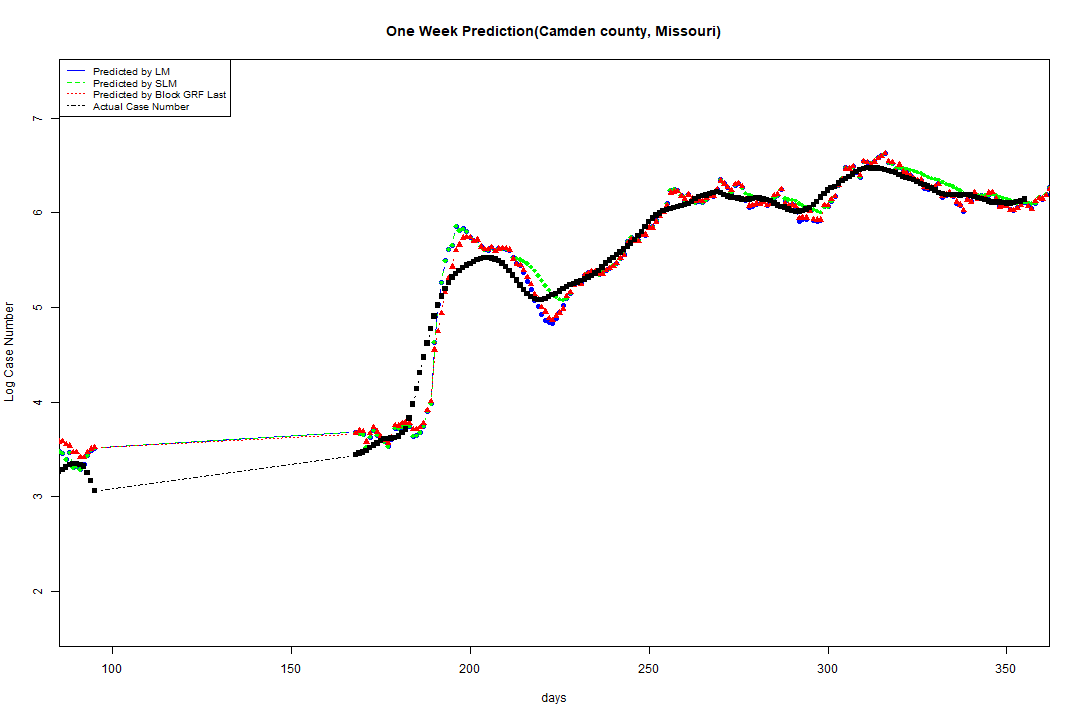 One Week Prediction(Camden county, Missouri)
Predicted by LM
Predicted by SLM
Predicted by Block GRF Last
Actual Case Number
7
6
5
4
3
2
Log Case Number
100 150 200 250 300 350
days